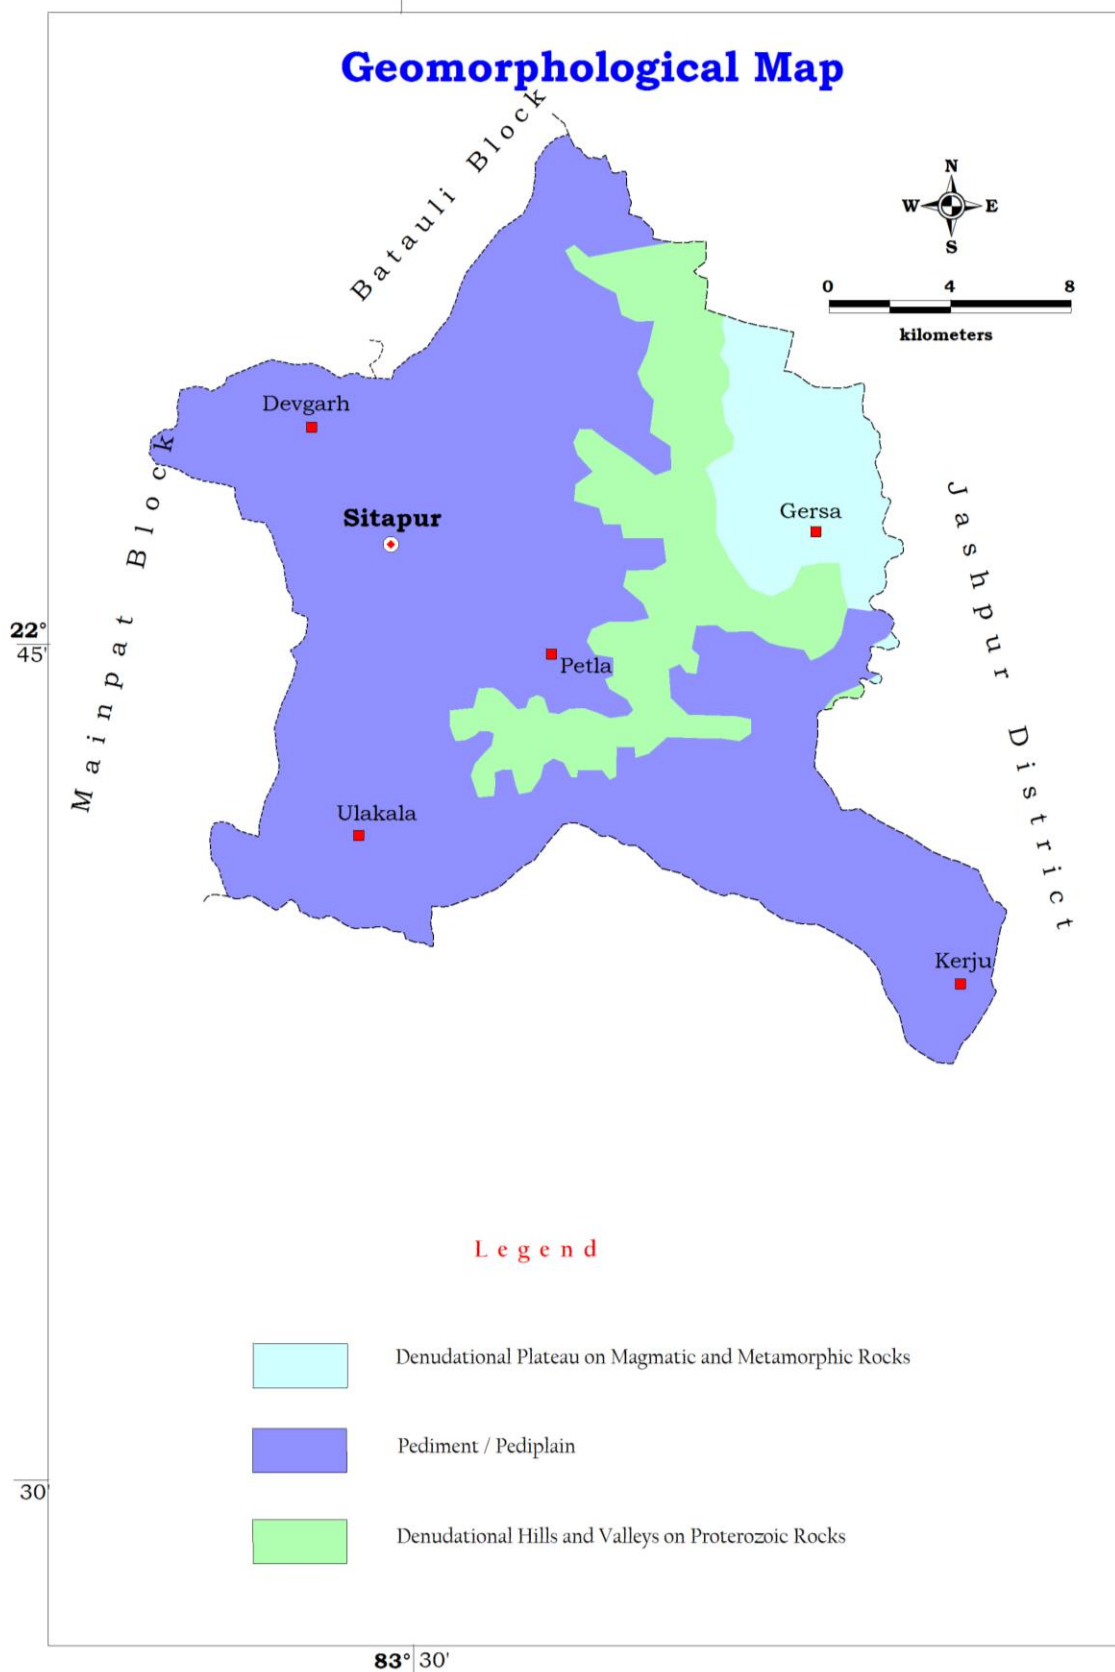 Geomorphological Map
Batauli Block
N
W E
S
0 4 8
kilometers
Devgarh
Mainpat Block
Sitapur
Gersa
Jashpur District
22°
45'
Petla
Ulakala
Kerju
Legend
Denudational Plateau on Magmatic and Metamorphic Rocks
Pediment / Pediplain
30'
Denudational Hills and Valleys on Proterozoic Rocks
83° 30'